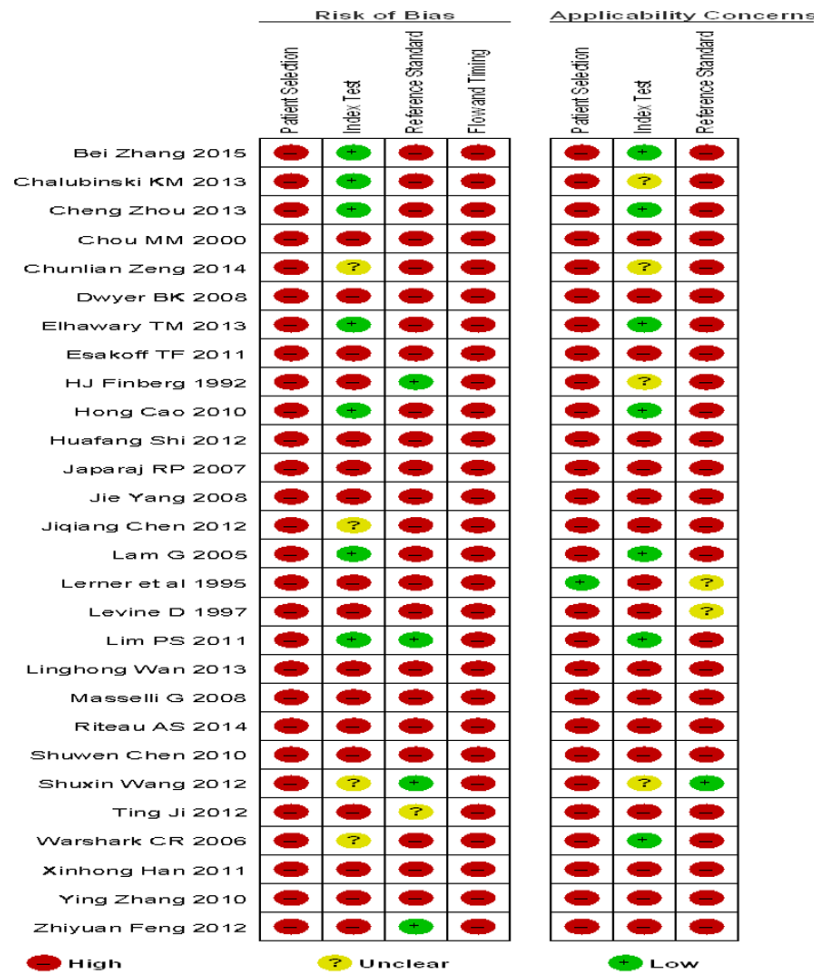 Risk of Bias Applicability Concerns
Patient Selection Index Test Reference Standard Flow and Timing Patient Selection Index Test Reference Standard
Bei Zhang 2015 – + – – – + –
Chalubinski KM 2013 – + – – – ? –
Cheng Zhou 2013 – + – – – + –
Chou MM 2000 – – – – – – –
Chunlian Zeng 2014 – ? – – – ? –
Dwyer BK 2008 – – – – – – –
Elhawary TM 2013 – + – – – + –
Esakoff TF 2011 – – – – – – –
HJ Finberg 1992 – – + – – ? –
Hong Cao 2010 – + – – – + –
Huafang Shi 2012 – – – – – – –
Japaraj RP 2007 – – – – – – –
Jie Yang 2008 – – – – – – –
Jiqiang Chen 2012 – ? – – – – –
Lam G 2005 – + – – – + –
Lerner et al 1995 – – – – + – ?
Levine D 1997 – – – – – – ?
Lim PS 2011 – + + – – + –
Linghong Wan 2013 – – – – – – –
Masselli G 2008 – – – – – – –
Riteau AS 2014 – – – – – – –
Shuwen Chen 2010 – – – – – – –
Shuxin Wang 2012 – ? + – – ? +
Ting Ji 2012 – – ? – – – –
Warshark CR 2006 – ? – – – + –
Xinhong Han 2011 – – – – – – –
Ying Zhang 2010 – – – – – – –
Zhiyuan Feng 2012 – – + – – – –
– High ? Unclear + Low